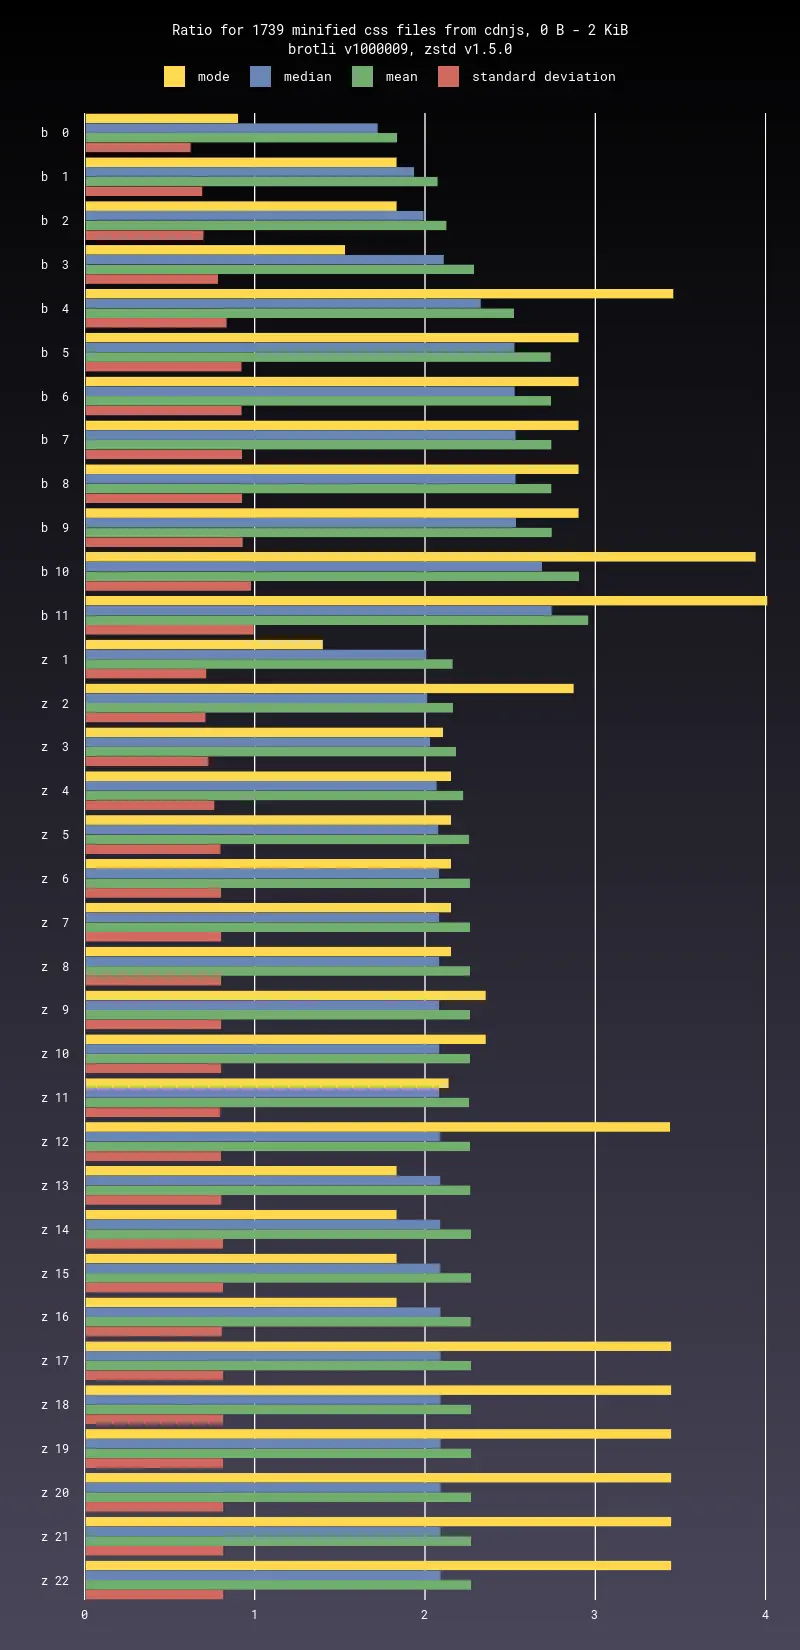 Ratio for 1739 minified css files from cdnjs, 0 B - 2 KiB
brotli v1000009, zstd v1.5.0
mode median mean standard deviation
b 0
b 1
b 2
b 3
b 4
b 5
b 6
b 7
b 8
b 9
b 10
b 11
z 1
z 2
z 3
z 4
z 5
z 6
z 7
z 8
z 9
z 10
z 11
z 12
z 13
z 14
z 15
z 16
z 17
z 18
z 19
z 20
z 21
z 22
0 1 2 3 4